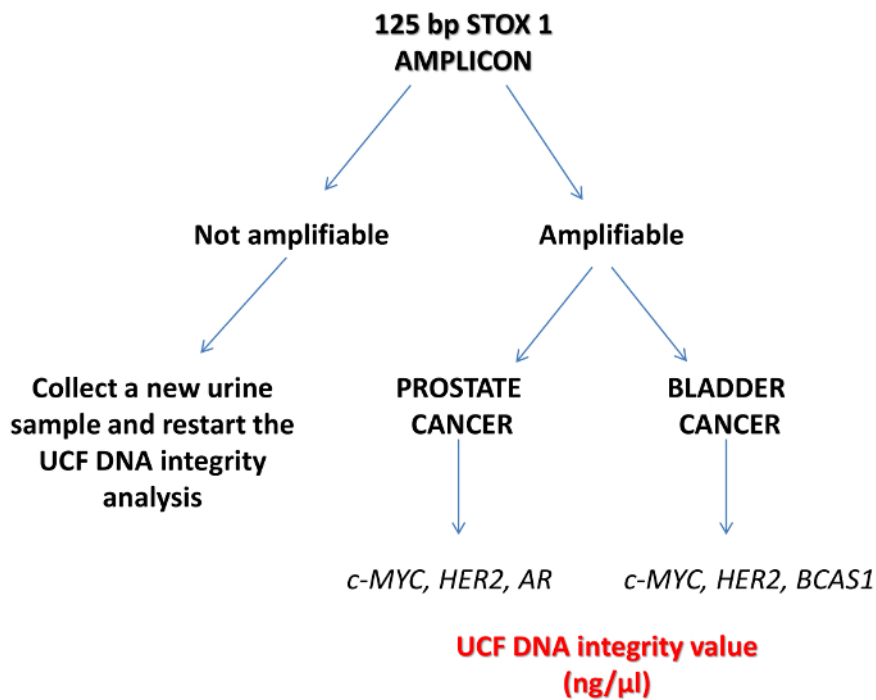 125 bp STOX 1
AMPLICON
Not amplifiable
Amplifiable
Collect a new urine
sample and restart the
UCF DNA integrity
analysis
PROSTATE
CANCER
BLADDER
CANCER
c-MYC, HER2, AR
c-MYC, HER2, BCAS1
UCF DNA integrity value
(ng/µl)